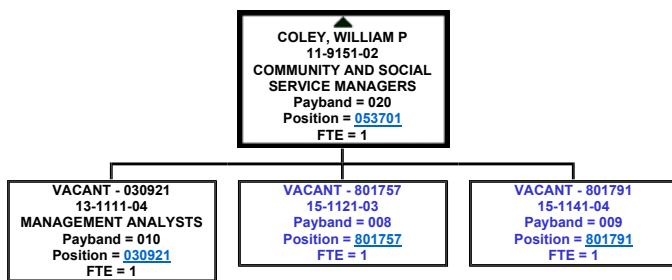 COLEY, WILLIAM P
11-9151-02
COMMUNITY AND SOCIAL
SERVICE MANAGERS
Payband = 020
Position = 053701
FTE = 1
VACANT - 030921
13-1111-04
MANAGEMENT ANALYSTS
Payband = 010
Position = 030921
FTE = 1
VACANT - 801757
15-1121-03
Payband = 008
Position = 801757
FTE = 1
VACANT - 801791
15-1141-04
Payband = 009
Position = 801791
FTE = 1